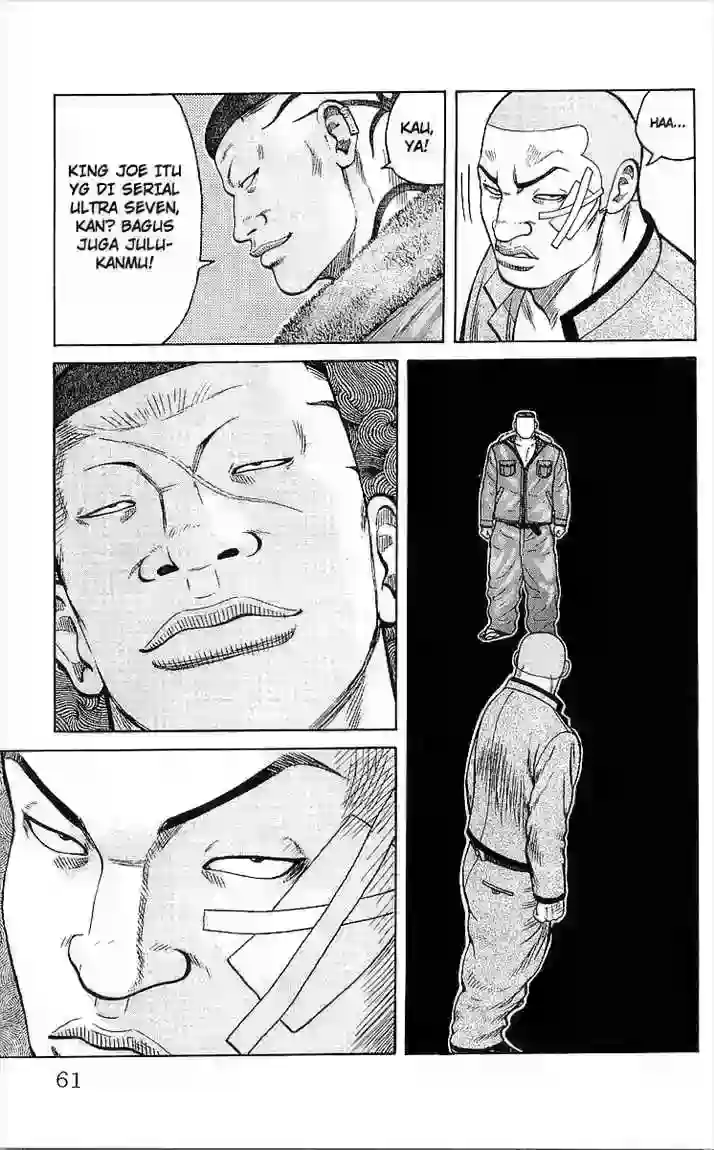 HAA...
KAU,
YA!
KING JOE ITU
YG DI SERIAL
ULTRA SEVEN,
KAN? BAGUS
JUGA JULU-
KANMU!
61